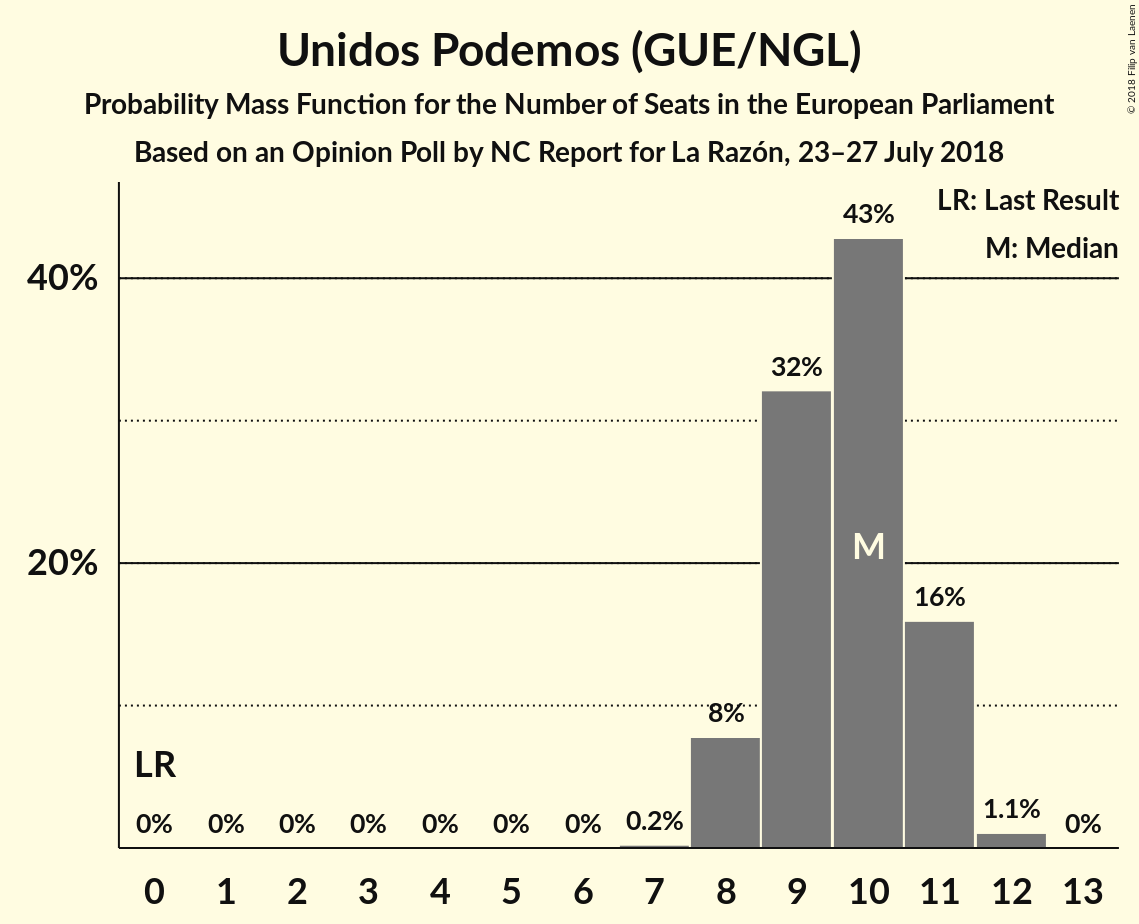 Unidos Podemos (GUE/NGL)
Probability Mass Function for the Number of Seats in the European Parliament
Based on an Opinion Poll by NC Report for La Razón, 23–27 July 2018
© 2018 Filip van Laenen
LR: Last Result
M: Median
43%
40%
32%
M
20%
16%
8%
LR
0% 0% 0% 0% 0% 0% 0% 0.2% 1.1% 0%
0 1 2 3 4 5 6 7 8 9 10 11 12 13